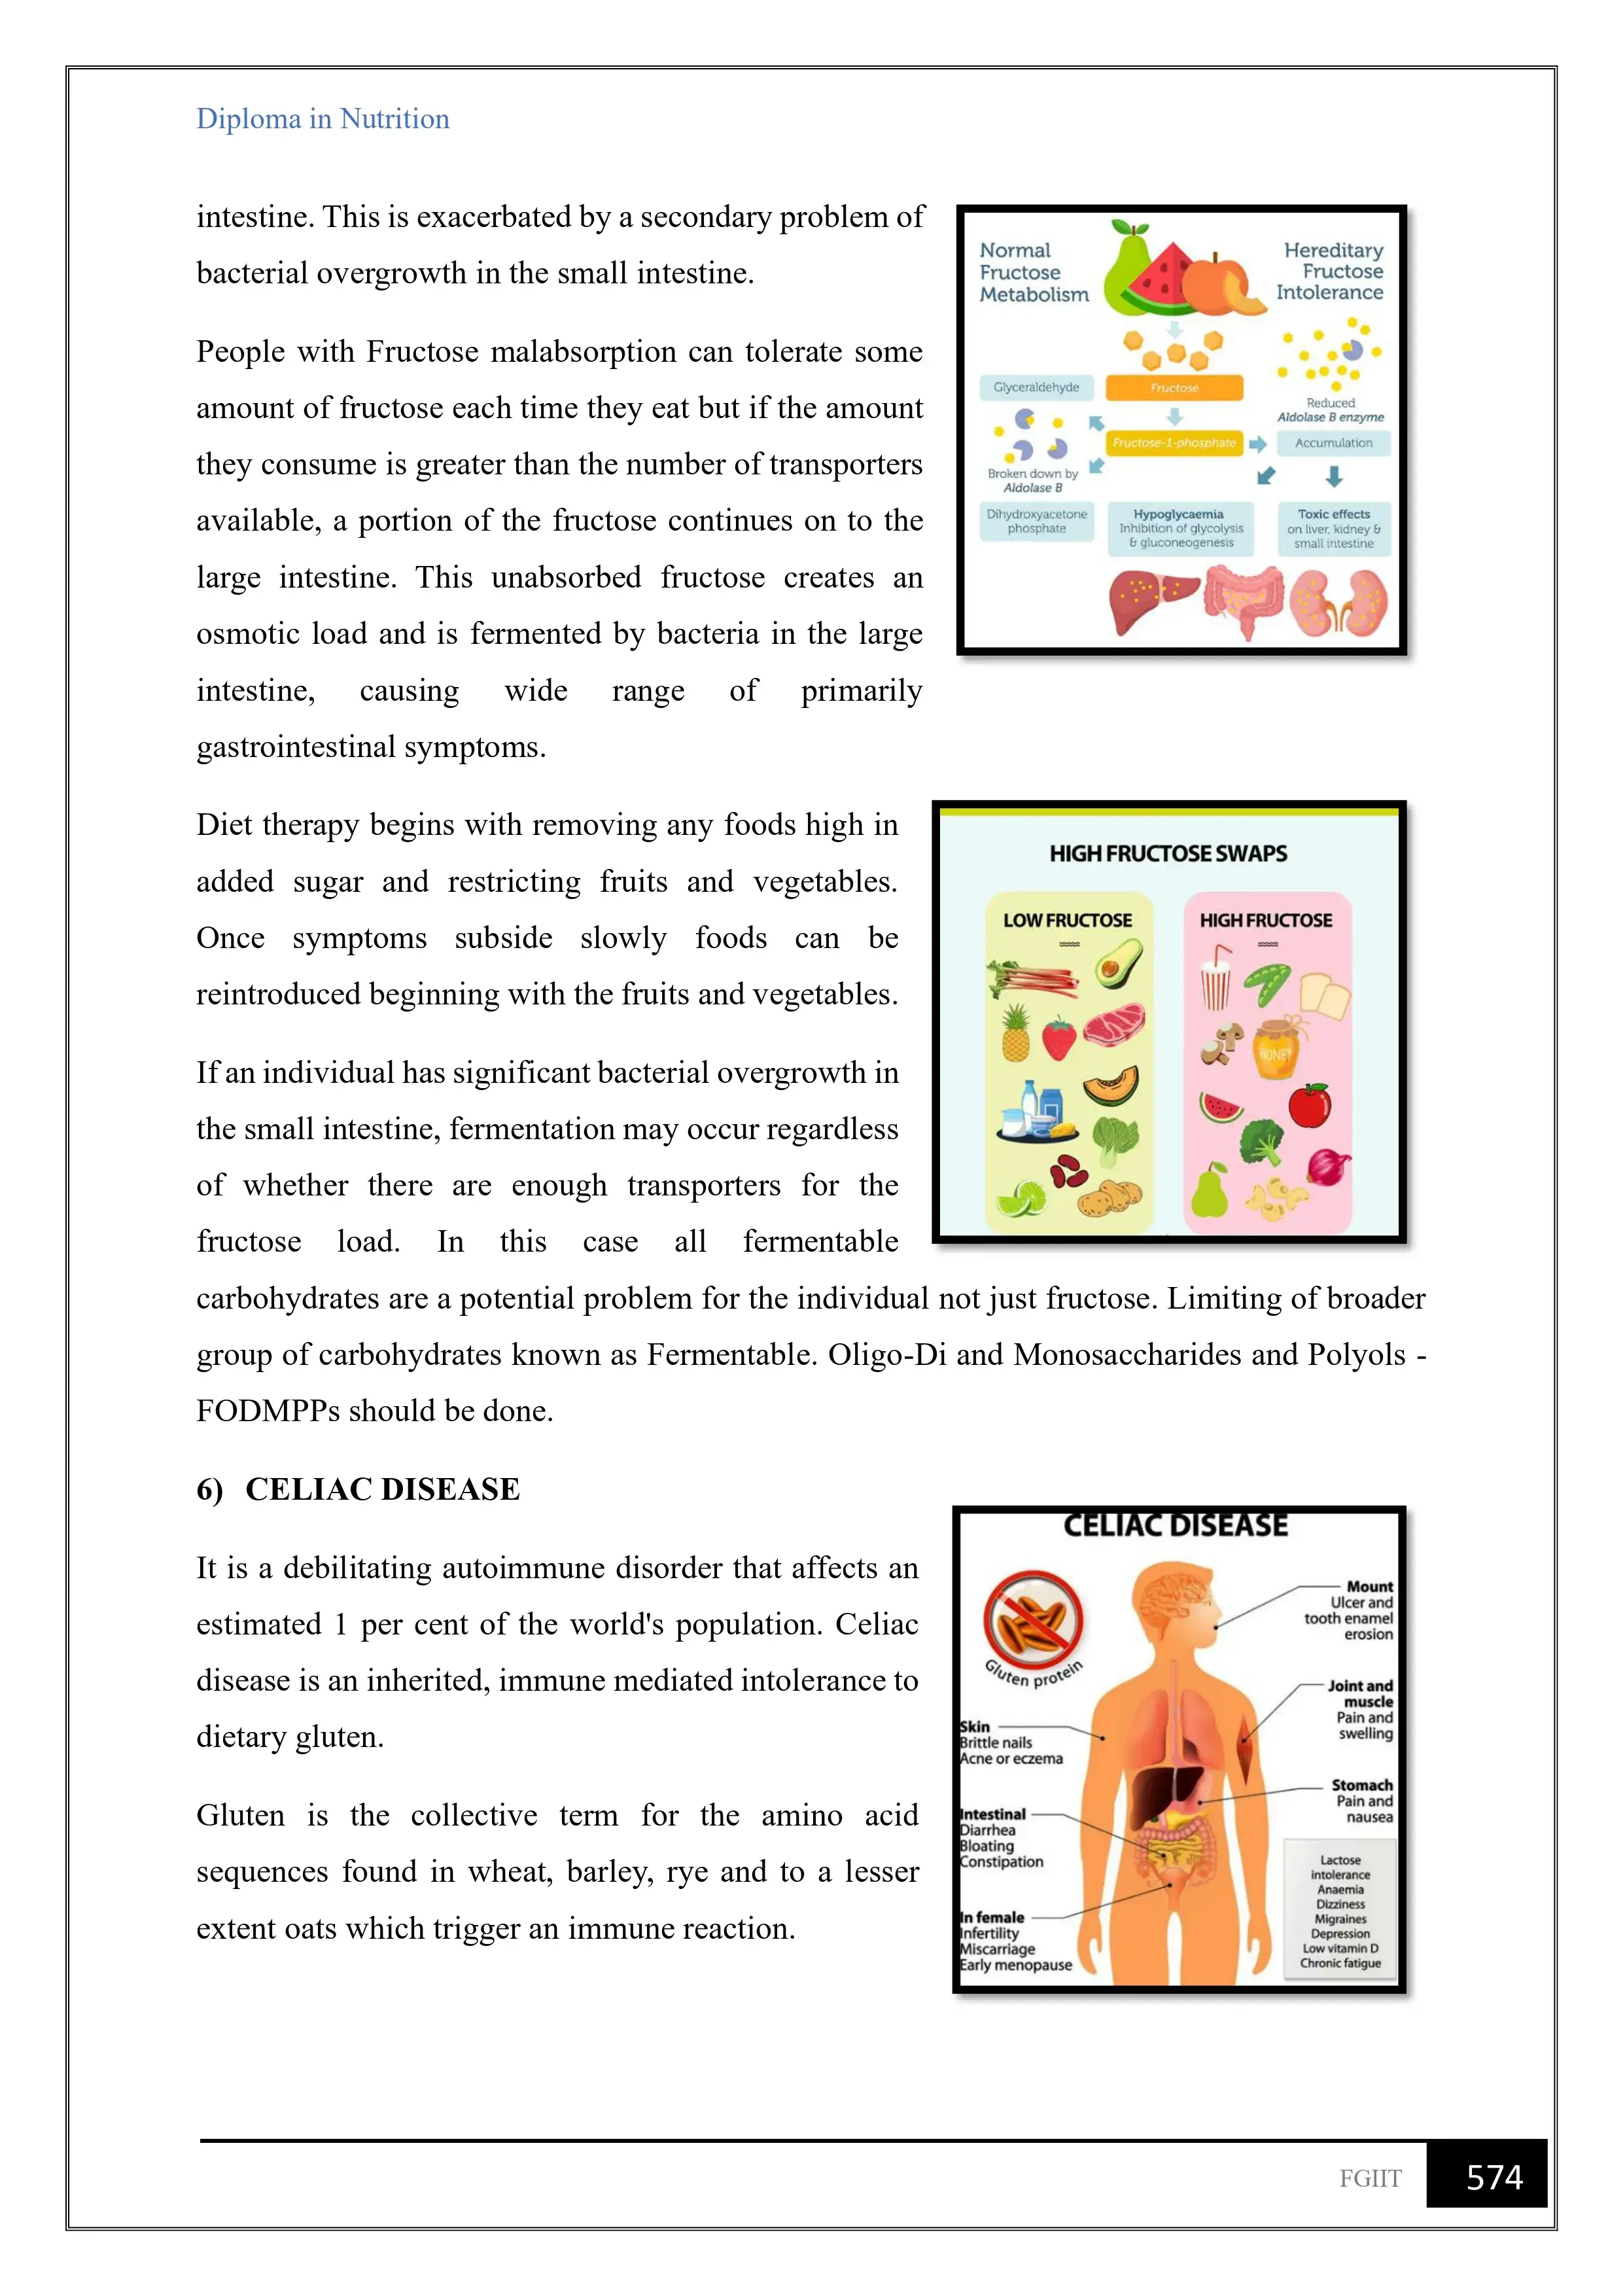 Diploma in Nutrition
intestine. This is exacerbated by a secondary problem of
bacterial overgrowth in the small intestine.
People with Fructose malabsorption can tolerate some
amount of fructose each time they eat but if the amount
they consume is greater than the number of transporters
available, a portion of the fructose continues on to the
large intestine. This unabsorbed fructose creates an
osmotic load and is fermented by bacteria in the large
intestine, causing wide range of primarily
gastrointestinal symptoms.
Normal
Fructose
Metabolism
Hereditary
Fructose
Intolerance
Glyceraldehyde
Fructose
Reduced
Aldolase B enzyme
Fructose-1-phosphate
Accumulation
Broken down by
Aldolase B
Dihydroxyacetone
phosphate
Hypoglycaemia
Inhibition of glycolysis
& gluconeogenesis
Toxic effects
on liver, kidney &
small intestine
Diet therapy begins with removing any foods high in
added sugar and restricting fruits and vegetables.
Once symptoms subside slowly foods can be
reintroduced beginning with the fruits and vegetables.
If an individual has significant bacterial overgrowth in
the small intestine, fermentation may occur regardless
of whether there are enough transporters for the
fructose load. In this case all fermentable
HIGH FRUCTOSE SWAPS
LOW FRUCTOSE
HIGH FRUCTOSE
HONEY
carbohydrates are a potential problem for the individual not just fructose. Limiting of broader
group of carbohydrates known as Fermentable. Oligo-Di and Monosaccharides and Polyols -
FODMPPs should be done.
6) CELIAC DISEASE
It is a debilitating autoimmune disorder that affects an
estimated 1 per cent of the world's population. Celiac
disease is an inherited, immune mediated intolerance to
dietary gluten.
Gluten is the collective term for the amino acid
sequences found in wheat, barley, rye and to a lesser
extent oats which trigger an immune reaction.
CELIAC DISEASE
Gluten protein
Mount
Ulcer and
tooth enamel
erosion
Joint and
muscle
Pain and
swelling
Skin
Brittle nails
Acne or eczema
Stomach
Pain and
nausea
Intestinal
Diarrhea
Bloating
Constipation
In female
Infertility
Miscarriage
Early menopause
Lactose
intolerance
Anaemia
Dizziness
Migraines
Depression
Low vitamin D
Chronic fatigue
FGIIT
574